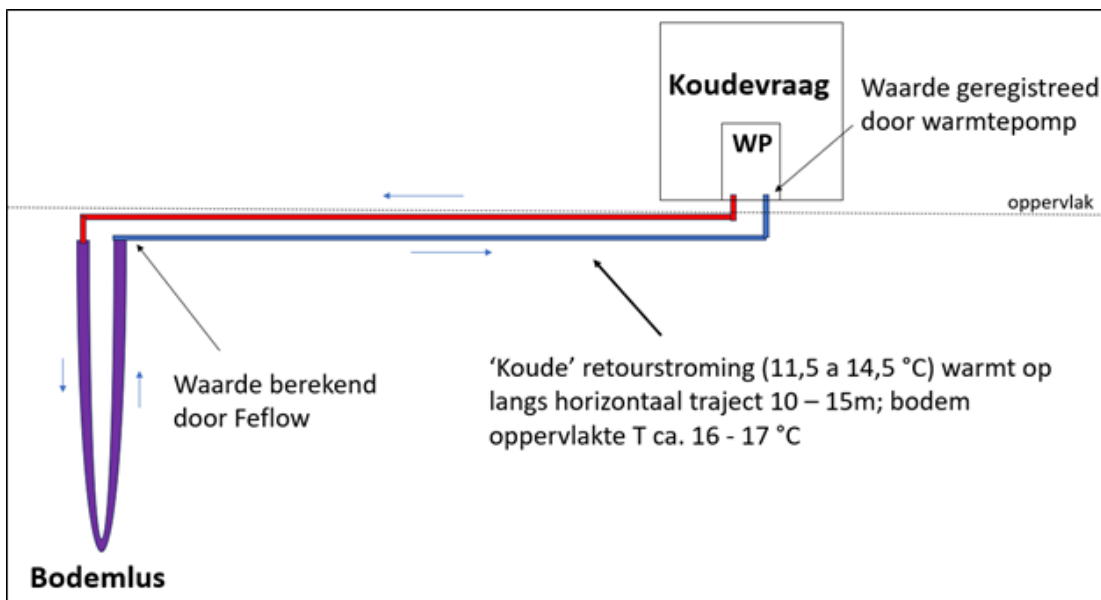 Koudevraag
WP
Waarde geregistreed
door warmtepomp
oppervlak
Waarde berekend
door Feflow
‘Koude’ retourstroming (11,5 a 14,5 °C) warmt op
langs horizontaal traject 10 – 15m; bodem
oppervlakte T ca. 16 - 17 °C
Bodemlus